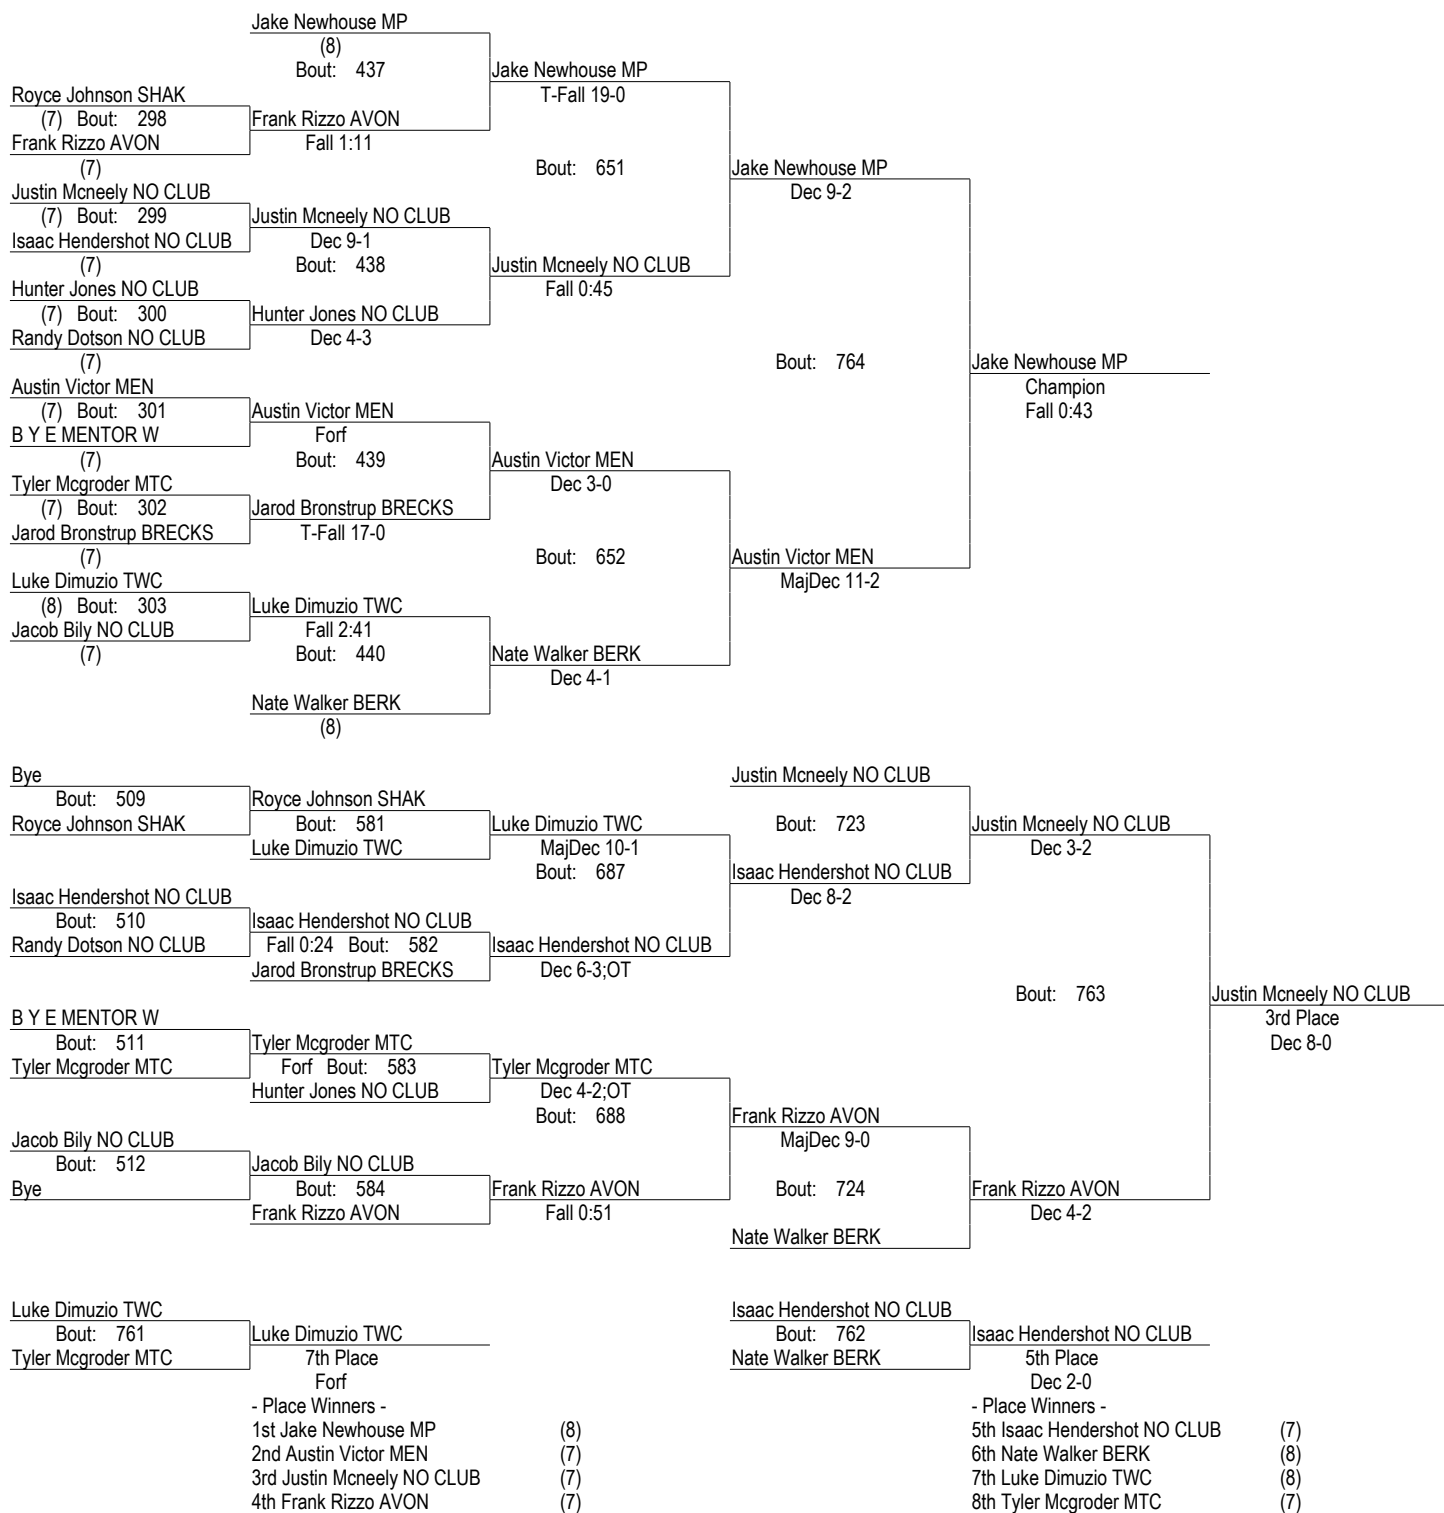 Jake Newhouse MP
(8)
Bout: 437
Jake Newhouse MP
T-Fall 19-0
Royce Johnson SHAK
(7) Bout: 298
Frank Rizzo AVON
Frank Rizzo AVON
Fall 1:11
(7)
Bout: 651
Jake Newhouse MP
Dec 9-2
Justin Mcneely NO CLUB
(7) Bout: 299
Justin Mcneely NO CLUB
Isaac Hendershot NO CLUB
Dec 9-1
(7)
Bout: 438
Justin Mcneely NO CLUB
Fall 0:45
Hunter Jones NO CLUB
(7) Bout: 300
Hunter Jones NO CLUB
Randy Dotson NO CLUB
Dec 4-3
(7)
Bout: 764
Jake Newhouse MP
Champion
Fall 0:43
Austin Victor MEN
(7) Bout: 301
Austin Victor MEN
B Y E MENTOR W
Forf
(7)
Bout: 439
Austin Victor MEN
Dec 3-0
Tyler Mcgroder MTC
(7) Bout: 302
Jarod Bronstrup BRECKS
Jarod Bronstrup BRECKS
T-Fall 17-0
(7)
Bout: 652
Austin Victor MEN
MajDec 11-2
Luke Dimuzio TWC
(8) Bout: 303
Luke Dimuzio TWC
Jacob Bily NO CLUB
Fall 2:41
(7)
Bout: 440
Nate Walker BERK
Dec 4-1
Nate Walker BERK
(8)
Bye
Bout: 509
Royce Johnson SHAK
Royce Johnson SHAK
Bout: 581
Luke Dimuzio TWC
Luke Dimuzio TWC
MajDec 10-1
Bout: 687
Justin Mcneely NO CLUB
Bout: 723
Justin Mcneely NO CLUB
Dec 3-2
Isaac Hendershot NO CLUB
Dec 8-2
Isaac Hendershot NO CLUB
Bout: 510
Isaac Hendershot NO CLUB
Randy Dotson NO CLUB
Fall 0:24 Bout: 582
Isaac Hendershot NO CLUB
Jarod Bronstrup BRECKS
Dec 6-3;OT
Bout: 763
Justin Mcneely NO CLUB
3rd Place
Dec 8-0
B Y E MENTOR W
Bout: 511
Tyler Mcgroder MTC
Tyler Mcgroder MTC
Forf Bout: 583
Tyler Mcgroder MTC
Hunter Jones NO CLUB
Dec 4-2;OT
Bout: 688
Frank Rizzo AVON
MajDec 9-0
Jacob Bily NO CLUB
Bout: 512
Jacob Bily NO CLUB
Bye
Bout: 584
Frank Rizzo AVON
Frank Rizzo AVON
Fall 0:51
Bout: 724
Frank Rizzo AVON
Dec 4-2
Nate Walker BERK
Luke Dimuzio TWC
Bout: 761
Luke Dimuzio TWC
Tyler Mcgroder MTC
7th Place
Forf
Isaac Hendershot NO CLUB
Bout: 762
Isaac Hendershot NO CLUB
Nate Walker BERK
5th Place
Dec 2-0
- Place Winners -
1st Jake Newhouse MP (8)
2nd Austin Victor MEN (7)
3rd Justin Mcneely NO CLUB (7)
4th Frank Rizzo AVON (7)
- Place Winners -
5th Isaac Hendershot NO CLUB (7)
6th Nate Walker BERK (8)
7th Luke Dimuzio TWC (8)
8th Tyler Mcgroder MTC (7)